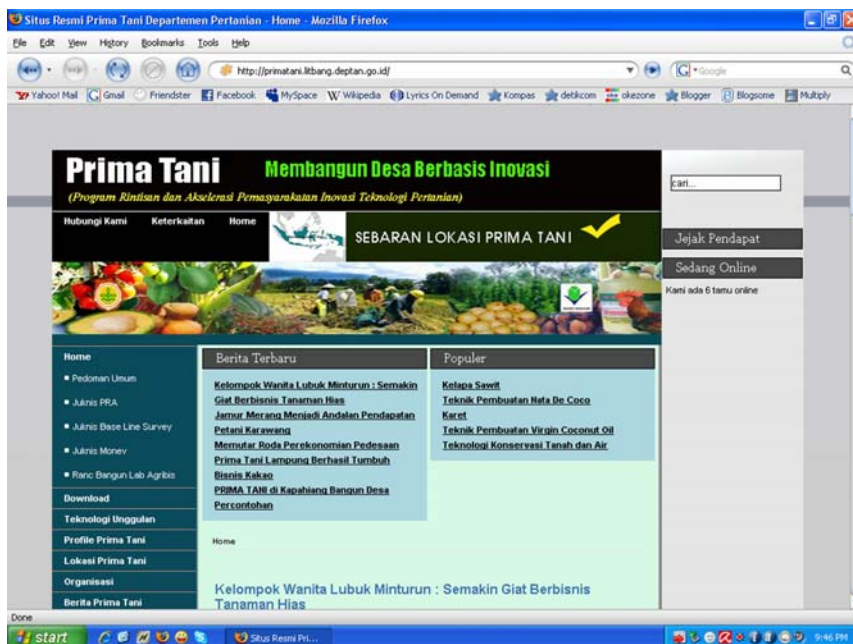 Situs Resmi Prima Tani Departemen Pertanian - Home - Mozilla Firefox
File Edit View History Bookmarks Tools Help
http://primatani.litbang.deptan.go.id/
Google
Yahoo! Mail Gmail Friendster Facebook MySpace Wikipedia Lyrics On Demand Kompas detikcom okezone Blogger Blogsome Multiply
Prima Tani
Membangun Desa Berbasis Inovasi
(Program Rintisan dan Akselerasi Pemasyarakatan Inovasi Teknologi Pertanian)
cari...
Hubungi Kami Keterkaitan Home
SEBARAN LOKASI PRIMA TANI
Jejak Pendapat
Sedang Online
Kami ada 6 tamu online
Home
Pedoman Umum
Juknis PRA
Juknis Base Line Survey
Juknis Monev
Ranc Bangun Lab Agribis
Download
Teknologi Unggulan
Profile Prima Tani
Lokasi Prima Tani
Organisasi
Berita Prima Tani
Berita Terbaru
Kelompok Wanita Lubuk Minturun : Semakin
Giat Berbisnis Tanaman Hias
Jamur Merang Menjadi Andalan Pendapatan
Petani Karawang
Memutar Roda Perekonomian Pedesaan
Prima Tani Lampung Berhasil Tumbuh
Bisnis Kakao
PRIMA TANI di Kapahiang Bangun Desa
Percontohan
Populer
Kelapa Sawit
Teknik Pembuatan Nata De Coco
Karet
Teknik Pembuatan Virgin Coconut Oil
Teknologi Konservasi Tanah dan Air
Home
Kelompok Wanita Lubuk Minturun : Semakin Giat Berbisnis
Tanaman Hias
Done
start
Situs Resmi Pri...
9:46 PM